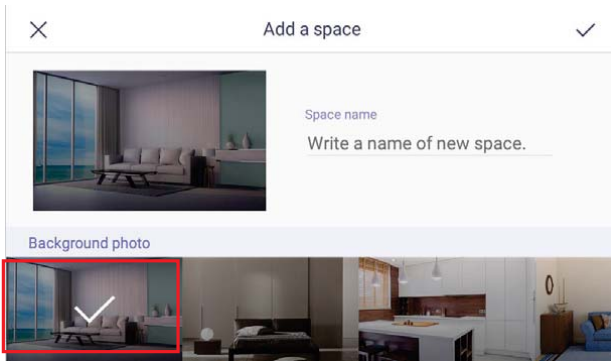 Add a space
Space name
Write a name of new space.
Background photo